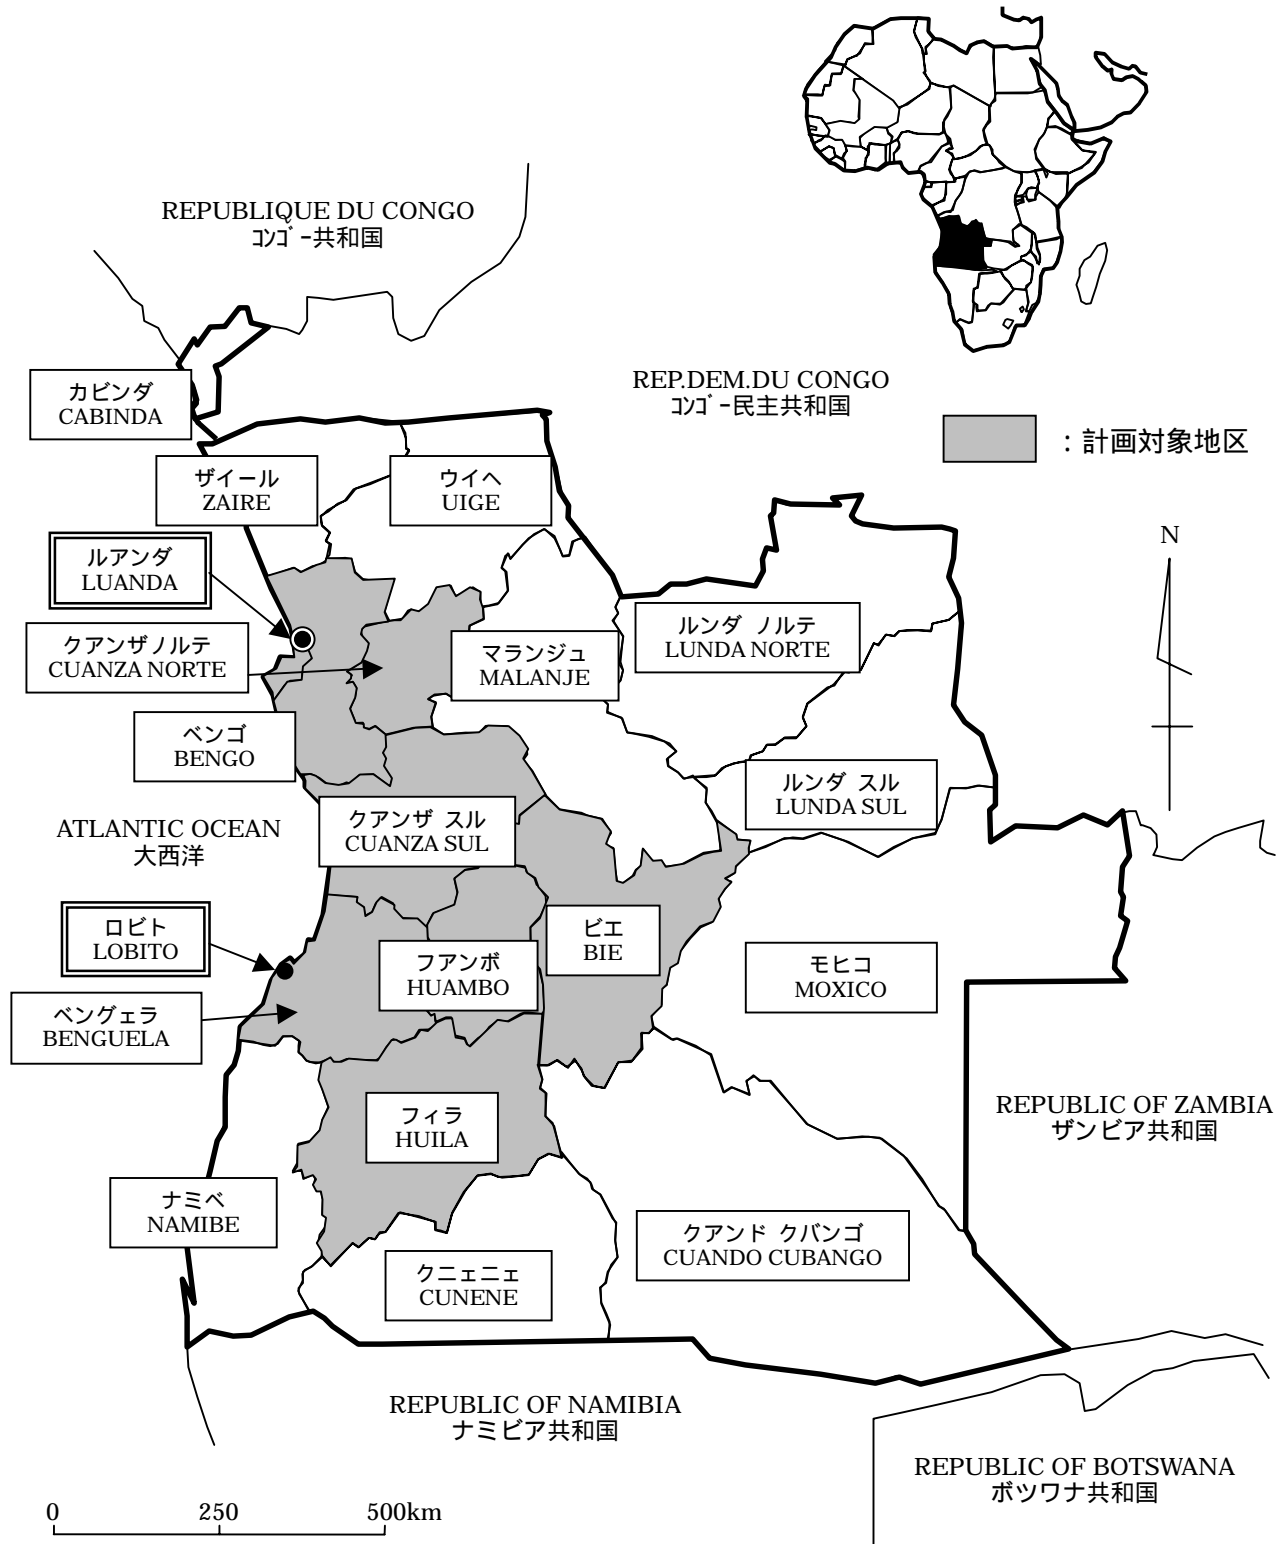 REPUBLIQUE DU CONGO
ｺﾝｺﾞｰ共和国
REP.DEM.DU CONGO
ｺﾝｺﾞｰ民主共和国
カビンダ
CABINDA
：計画対象地区
ザイール
ZAIRE
ウイヘ
UIGE
N
ルアンダ
LUANDA
ルンダ ノルテ
LUNDA NORTE
クアンザノルテ
CUANZA NORTE
マランジュ
MALANJE
ベンゴ
BENGO
ルンダ スル
LUNDA SUL
クアンザ スル
CUANZA SUL
ATLANTIC OCEAN
大西洋
ロビト
LOBITO
ビエ
BIE
フアンボ
HUAMBO
モヒコ
MOXICO
ベングェラ
BENGUELA
フィラ
HUILA
REPUBLIC OF ZAMBIA
ザンビア共和国
ナミベ
NAMIBE
クアンド クバンゴ
CUANDO CUBANGO
クニェニェ
CUNENE
REPUBLIC OF NAMIBIA
ナミビア共和国
REPUBLIC OF BOTSWANA
ボツワナ共和国
0 250 500km